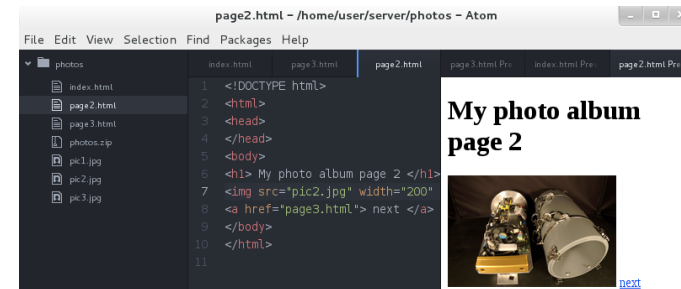 page2.html – /home/user/server/photos – Atom
File Edit View Selection Find Packages Help
photos
index.html
page2.html
page3.html
photos.zip
pic1.jpg
pic2.jpg
pic3.jpg
index.html page3.html page2.html
1 <!DOCTYPE html>
2 <html>
3 <head>
4 </head>
5 <body>
6 <h1> My photo album page 2 </h1>
7 <img src="pic2.jpg" width="200"
8 <a href="page3.html"> next </a>
9 </body>
10 </html>
11
page3.html Pre index.html Pre page2.html Pre
My photo album
page 2
next